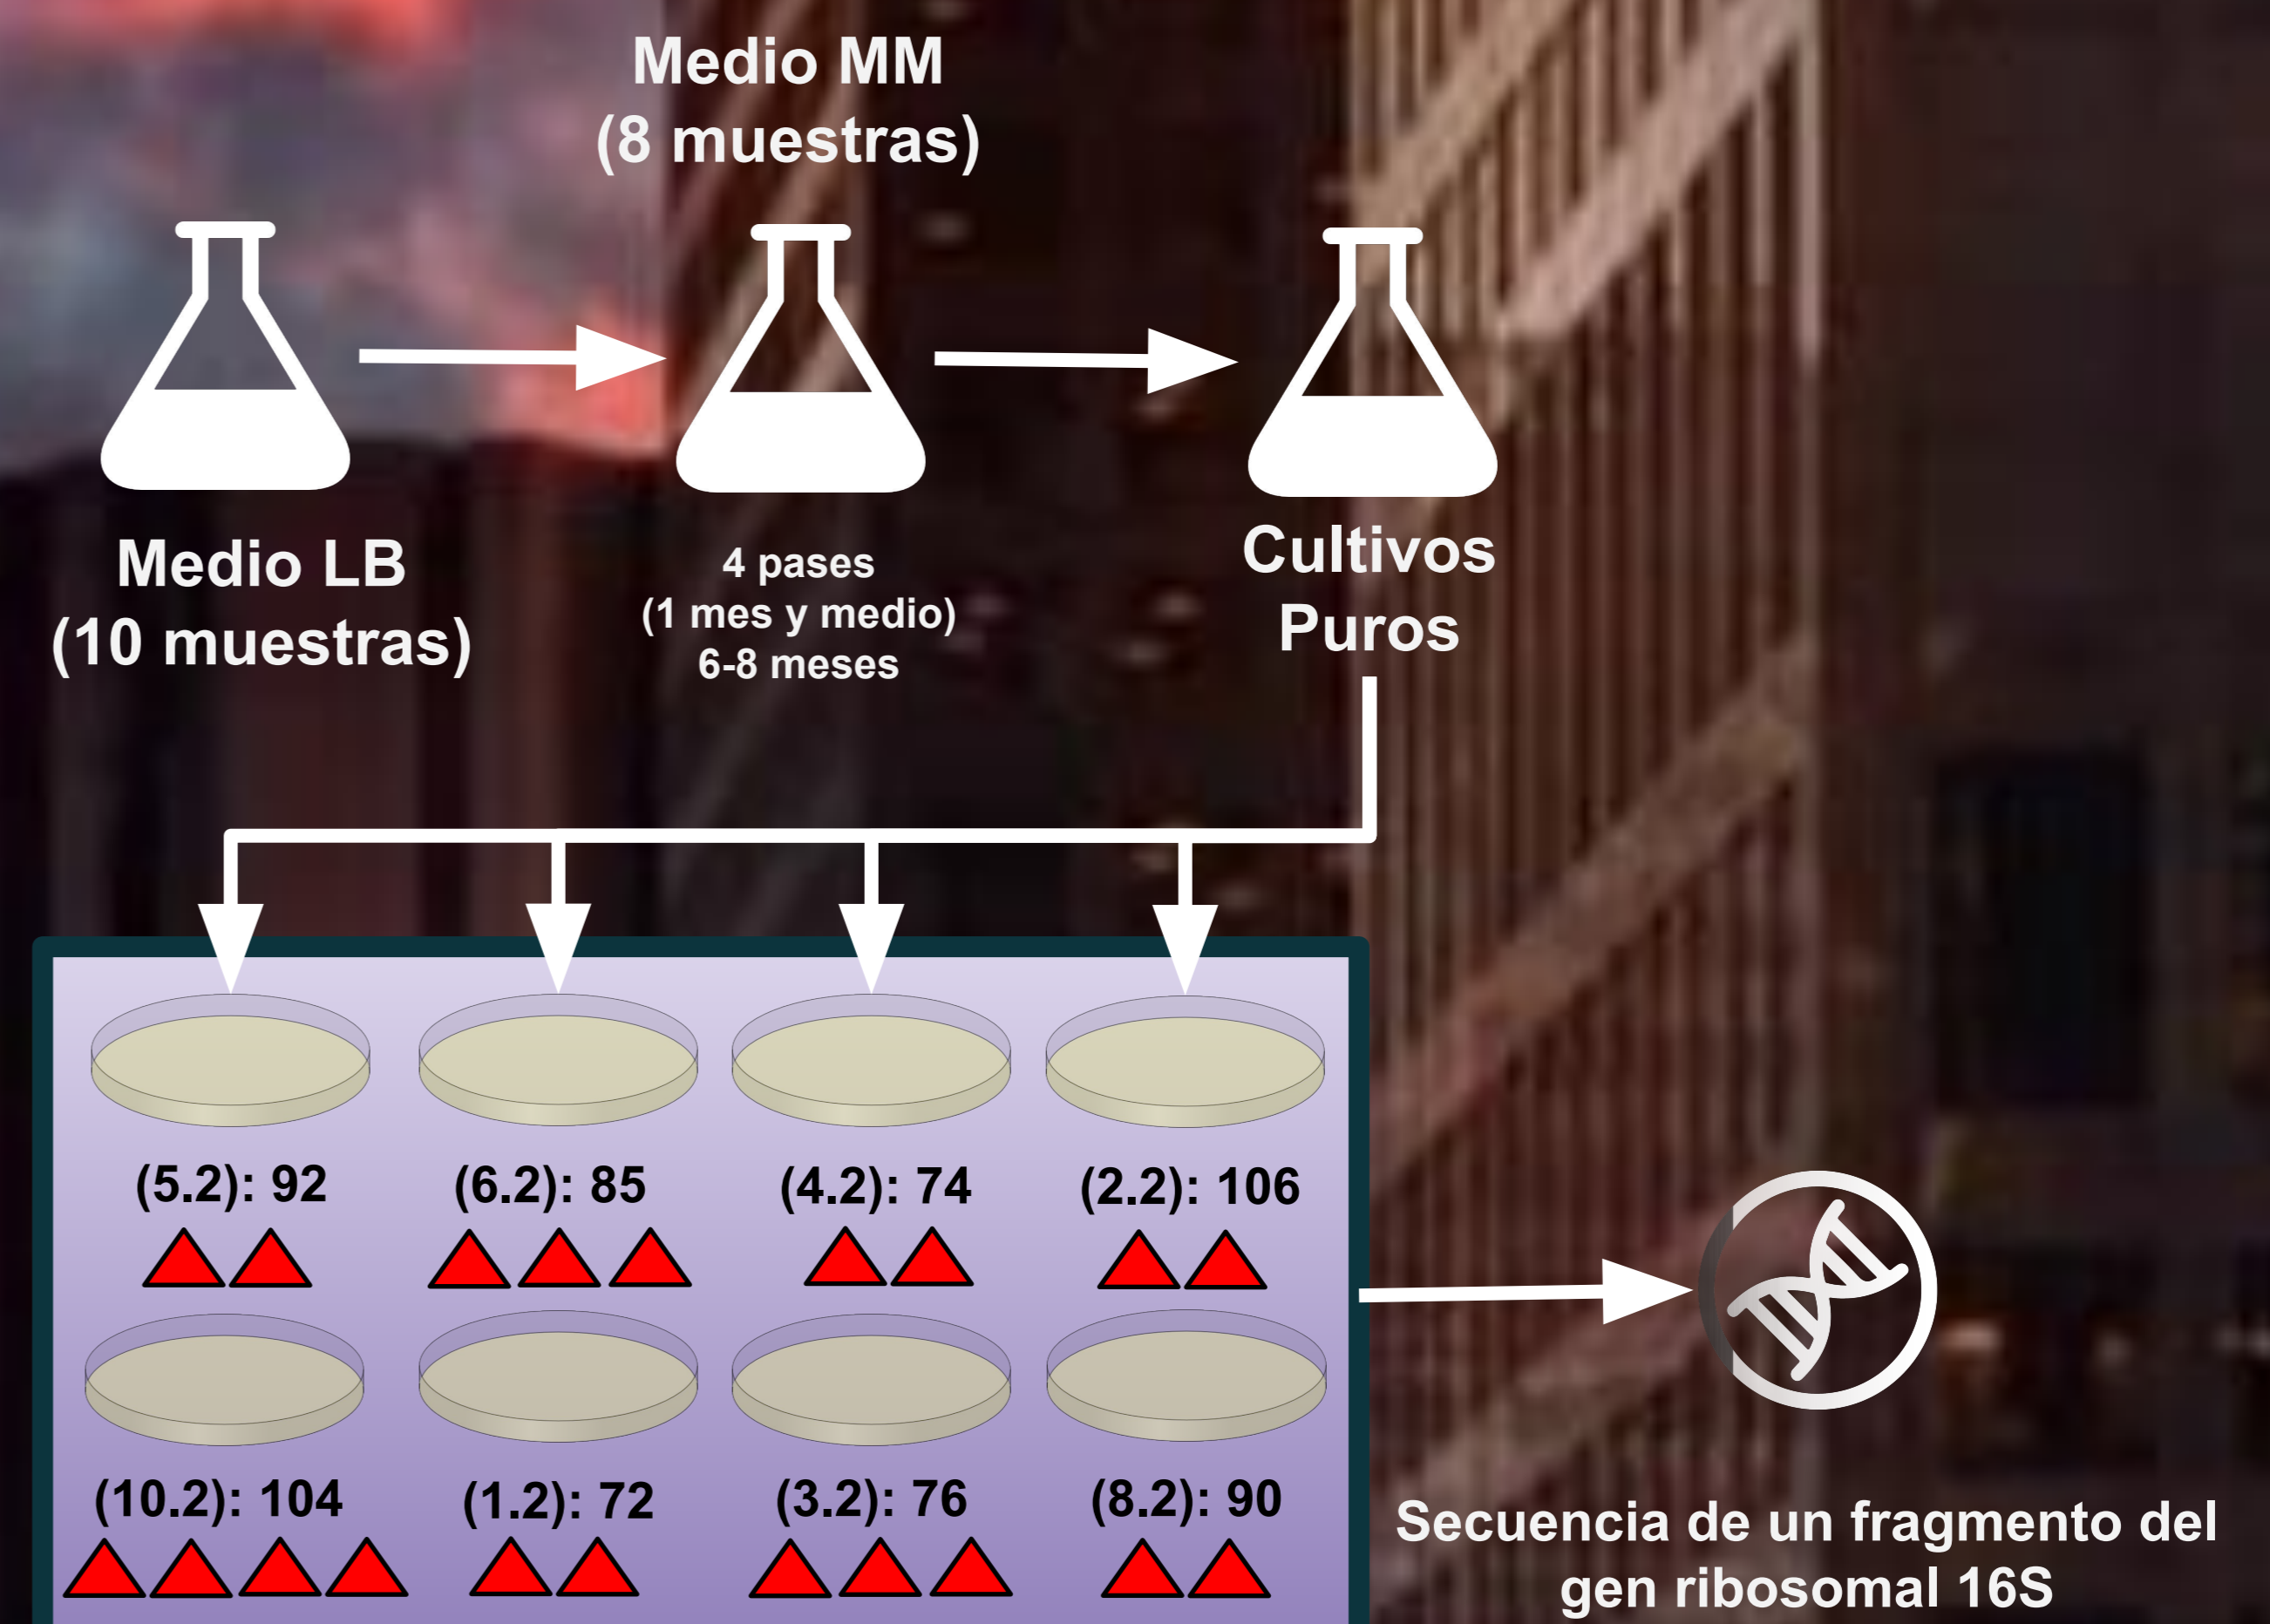 Medio MM
(8 muestras)
Medio LB
(10 muestras)
4 pases
(1 mes y medio)
6-8 meses
Cultivos
Puros
(5.2): 92
(6.2): 85
(4.2): 74
(2.2): 106
(10.2): 104
(1.2): 72
(3.2): 76
(8.2): 90
Secuencia de un fragmento del
gen ribosomal 16S